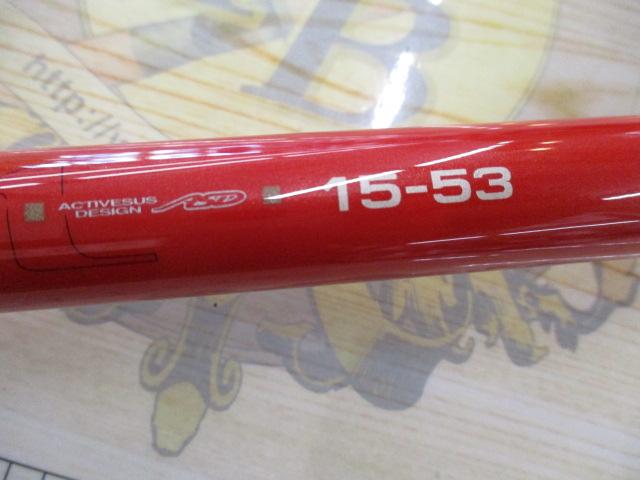 B
http://
ACTIVESUS
DESIGN
15-53